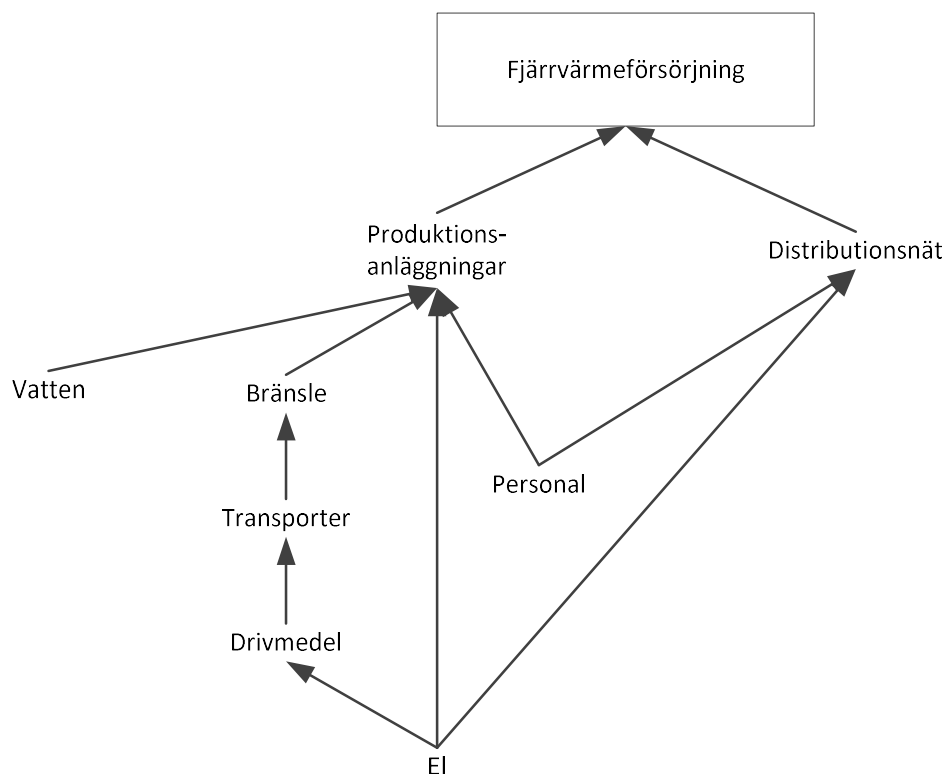 Fjärrvärmeförsörjning
Produktions-
anläggningar
Distributionsnät
Vatten
Bränsle
Personal
Transporter
Drivmedel
El